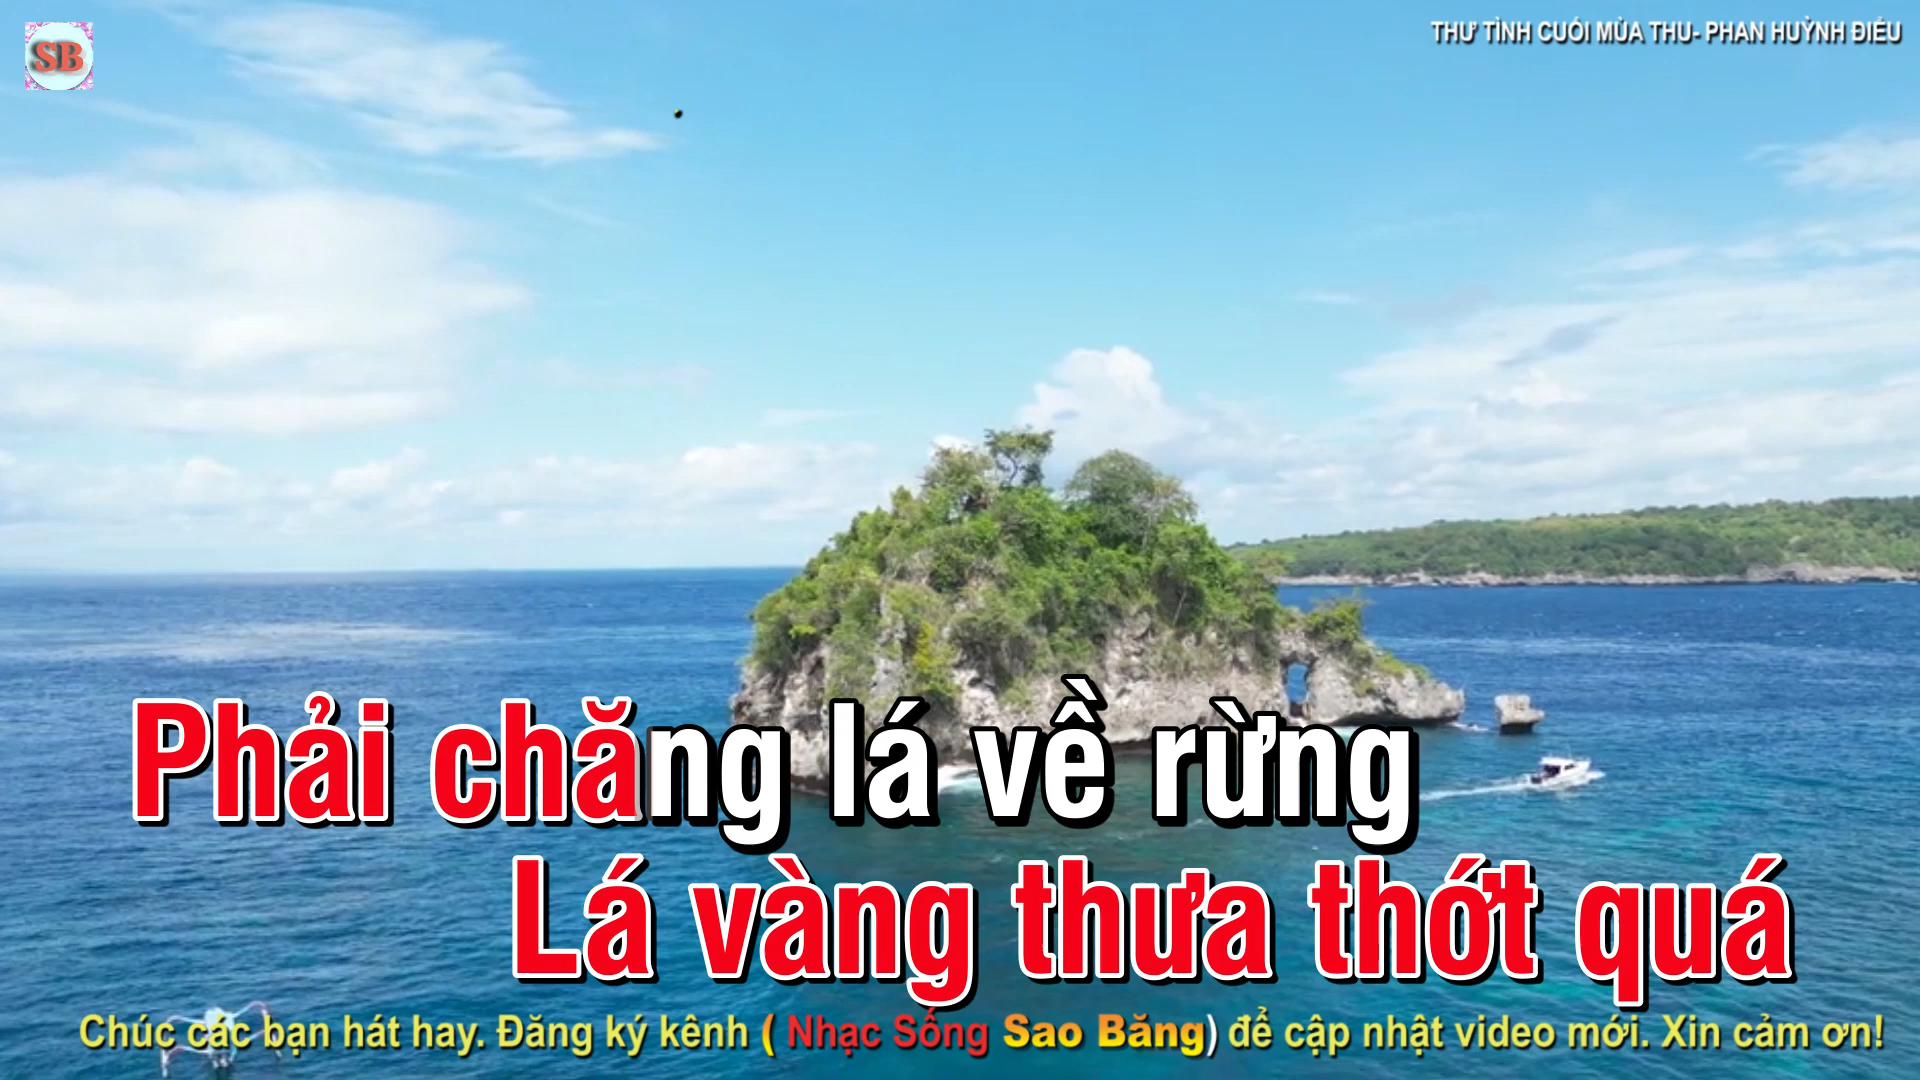 SB
THƯ TÌNH CUỐI MÙA THU- PHAN HUỲNH ĐIỂU
Phải chăng lá về rừng
Lá vàng thưa thớt quá
Chúc các bạn hát hay. Đăng ký kênh ( Nhạc Sống Sao Băng) để cập nhật video mới. Xin cảm ơn!